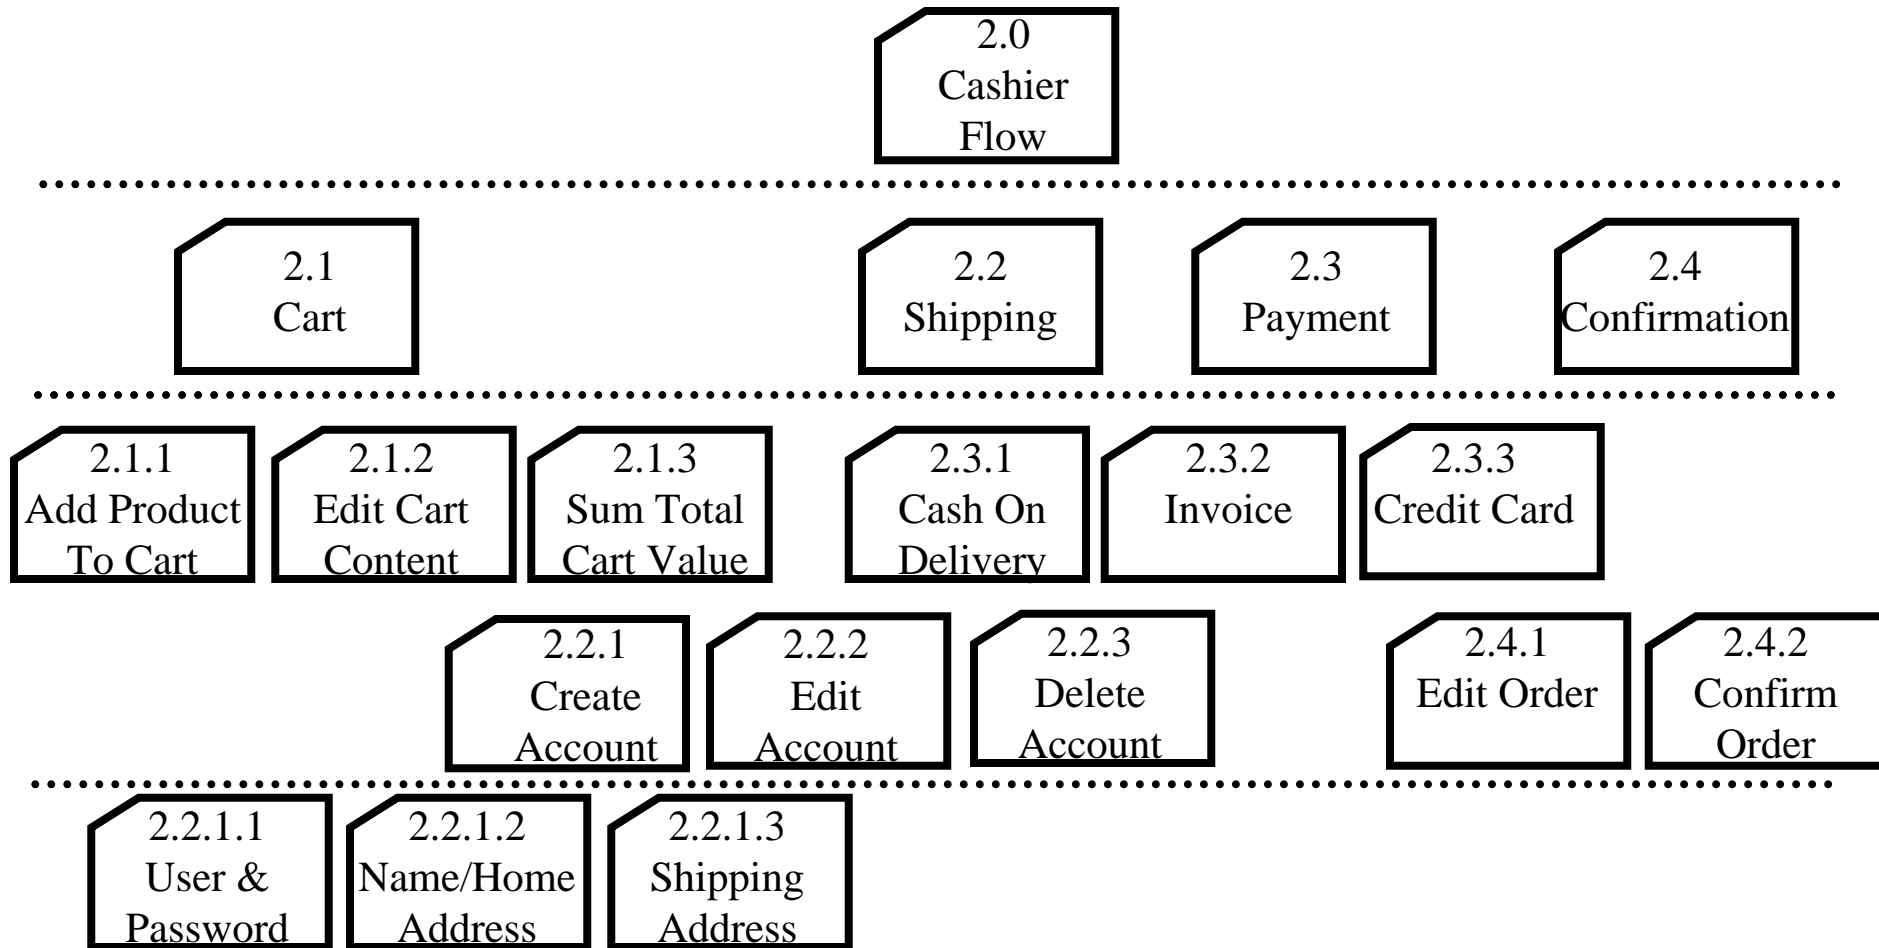 2.0
Cashier
Flow
2.1
Cart
2.2
Shipping
2.3
Payment
2.4
Confirmation
2.1.1
Add Product
To Cart
2.1.2
Edit Cart
Content
2.1.3
Sum Total
Cart Value
2.3.1
Cash On
Delivery
2.3.2
Invoice
2.3.3
Credit Card
2.2.1
Create
Account
2.2.2
Edit
Account
2.2.3
Delete
Account
2.4.1
Edit Order
2.4.2
Confirm
Order
2.2.1.1
User &
Password
2.2.1.2
Name/Home
Address
2.2.1.3
Shipping
Address